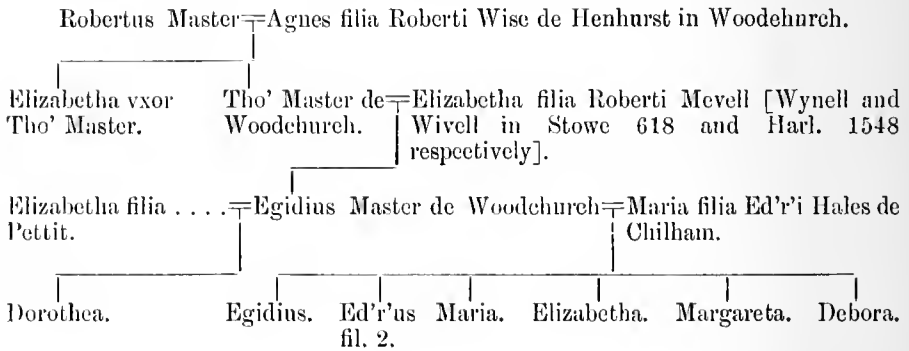 Robertus Master=Agnes filia Roberti Wise de Henhurst in Woodchurch.
Elizabetha vxor Tho' Master de=Elizabetha filia Roberti Mevell [Wynell and
Tho' Master. Woodchurch. Wivell in Stowe 618 and Harl. 1548
respectively].
Elizabetha filia . . . .=Egidius Master de Woodchurch=Maria filia Ed'r'i Hales de
Pettit. Chilham.
Dorothea. Egidius. Ed'r'us Maria. Elizabetha. Margareta. Debora.
fil. 2.